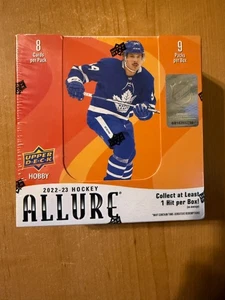 8
Cards
per Pack
9
Packs
per Box
UPPER
DECK
HOBBY
2022-23 HOCKEY
ALLURE
Collect at Least
1 Hit per Box!